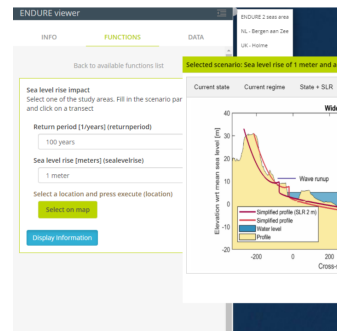 ENDURE viewer
INFO
FUNCTIONS
DATA
Back to available functions list
Sea level rise impact
Select one of the study areas. Fill in the scenario par
and click on a transect
Return period [1/years] (returnperiod)
100 years
Sea level rise [meters] (sealevelrise)
1 meter
Select a location and press execute (location)
Select on map
Display Information
ENDURE 2 seas area
NL - Bergen aan Zee
UK - Holme
Selected scenario: Sea level rise of 1 meter and a
Current state
Current regime
State + SLR
Wid
Elevation wrt mean sea level [m]
40
30
20
10
0
-10
-20
Wave runup
Simplified profile (SLR 2 m)
Simplified profile
Water level
Profile
-200
0
200
Cross-s